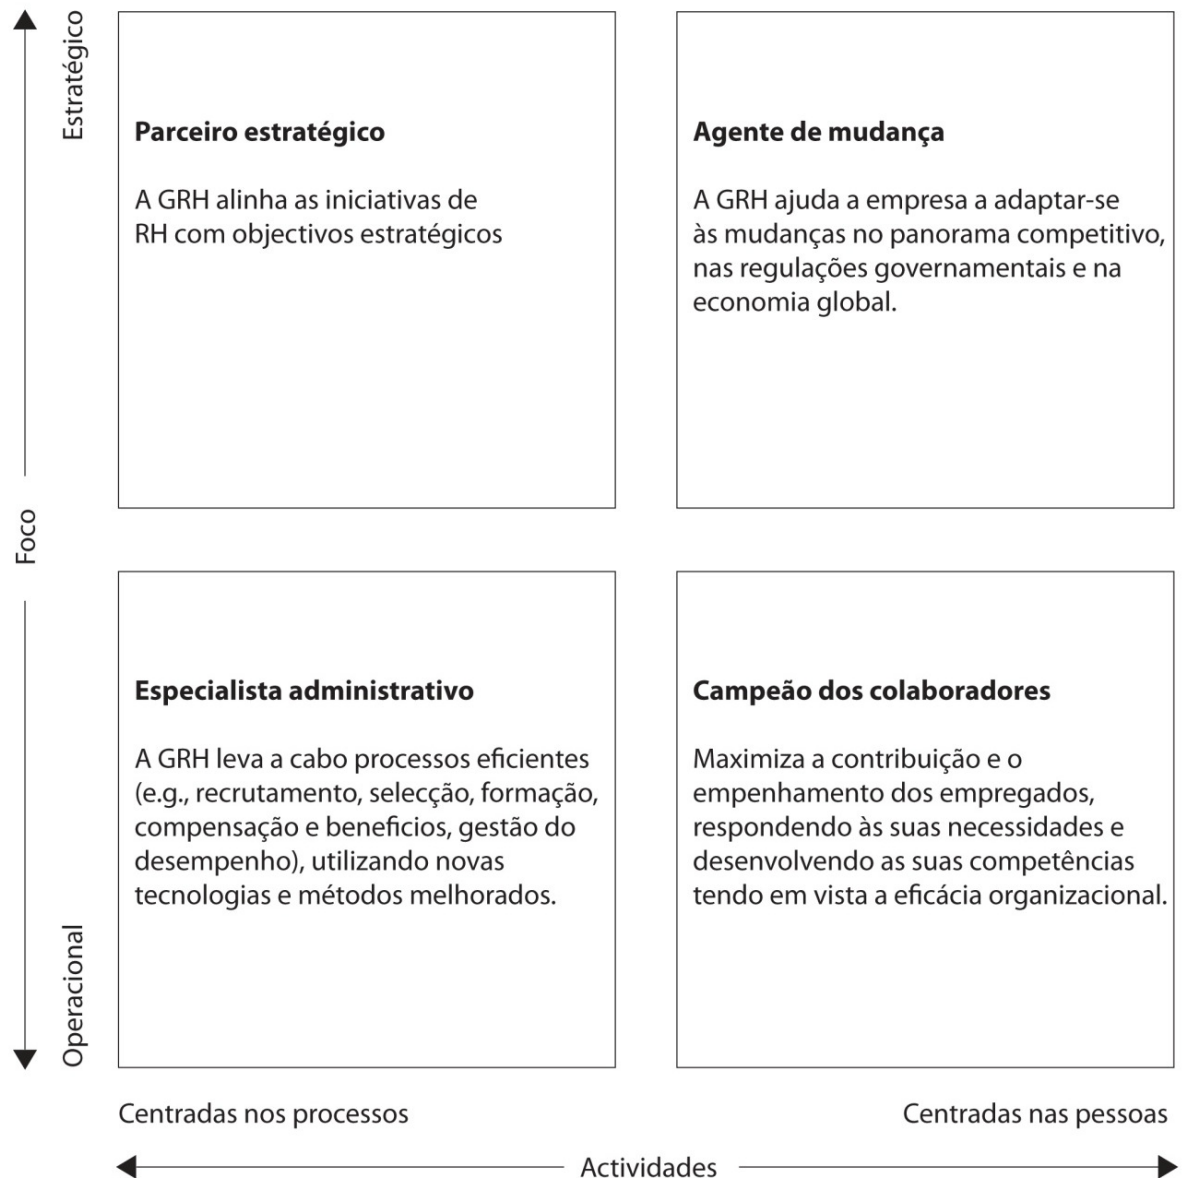 Estratégico
Parceiro estratégico
A GRH alinha as iniciativas de
RH com objectivos estratégicos
Agente de mudança
A GRH ajuda a empresa a adaptar-se
às mudanças no panorama competitivo,
nas regulações governamentais e na
economia global.
Foco
Especialista administrativo
A GRH leva a cabo processos eficientes
(e.g., recrutamento, selecção, formação,
compensação e beneficios, gestão do
desempenho), utilizando novas
tecnologias e métodos melhorados.
Campeão dos colaboradores
Maximiza a contribuição e o
empenhamento dos empregados,
respondendo às suas necessidades e
desenvolvendo as suas competências
tendo em vista a eficácia organizacional.
Operacional
Centradas nos processos
Centradas nas pessoas
Actividades